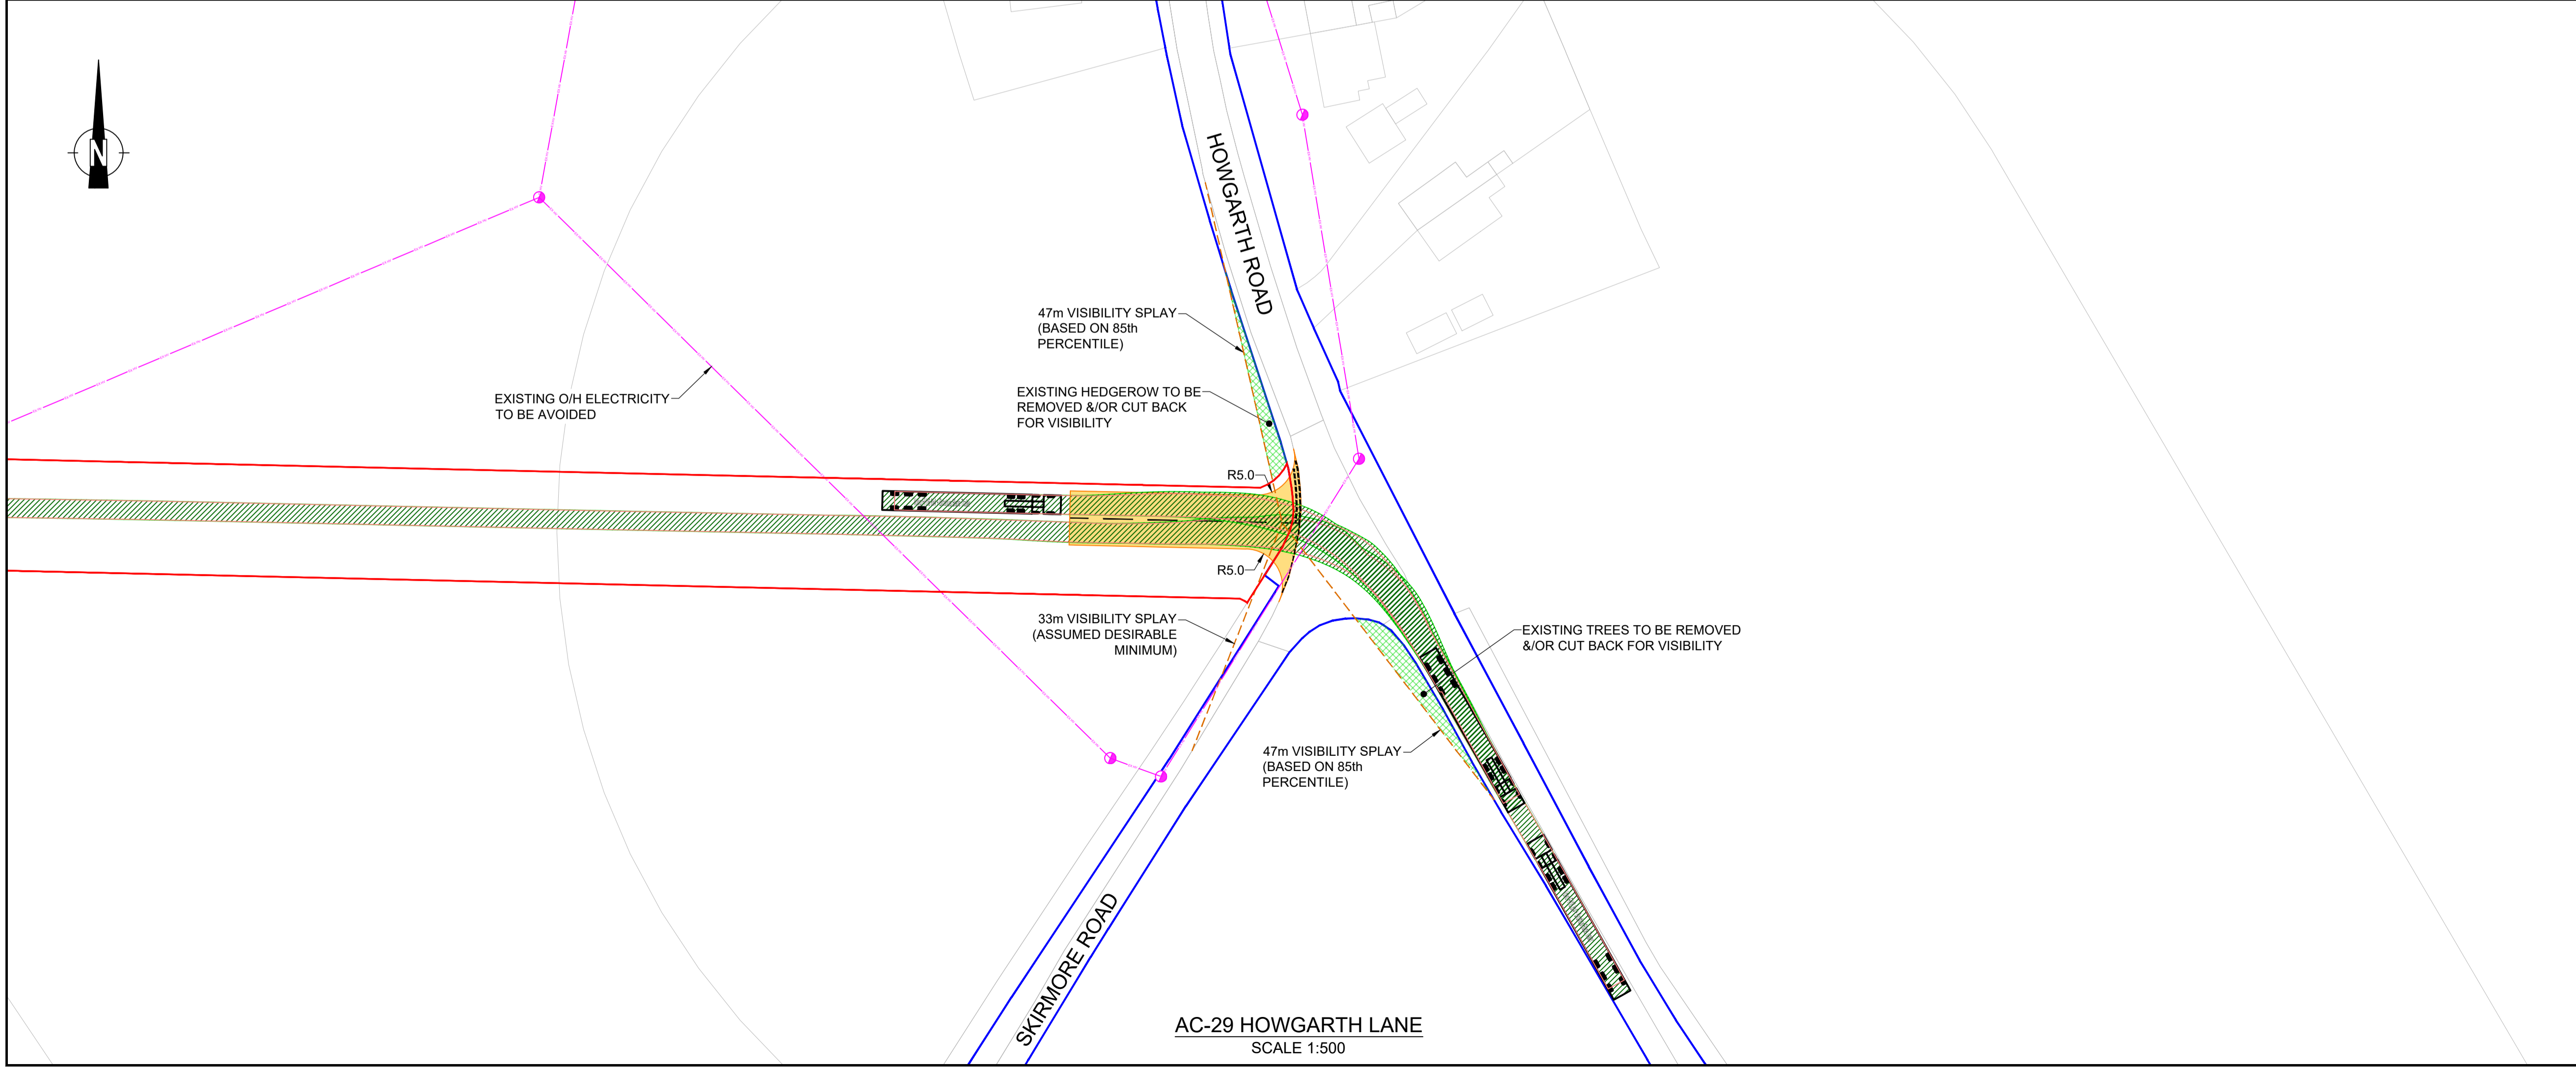 N
HOWGARTH ROAD
47m VISIBILITY SPLAY
(BASED ON 85th
PERCENTILE)
EXISTING O/H ELECTRICITY
TO BE AVOIDED
EXISTING HEDGEROW TO BE
REMOVED &/OR CUT BACK
FOR VISIBILITY
R5.0
R5.0
33m VISIBILITY SPLAY
(ASSUMED DESIRABLE
MINIMUM)
EXISTING TREES TO BE REMOVED
&/OR CUT BACK FOR VISIBILITY
47m VISIBILITY SPLAY
(BASED ON 85th
PERCENTILE)
SKIRMORE ROAD
AC-29 HOWGARTH LANE
SCALE 1:500